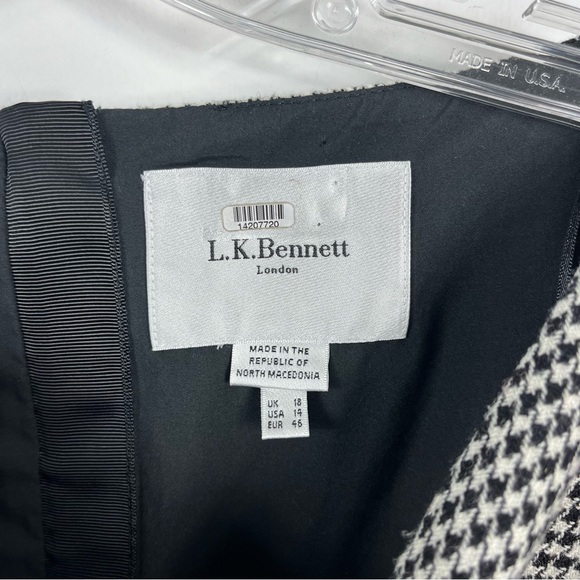 MADE IN U.S.A.
14207720
L.K.Bennett
London
MADE IN THE
REPUBLIC OF
NORTH MACEDONIA
UK 18
USA 14
EUR 46